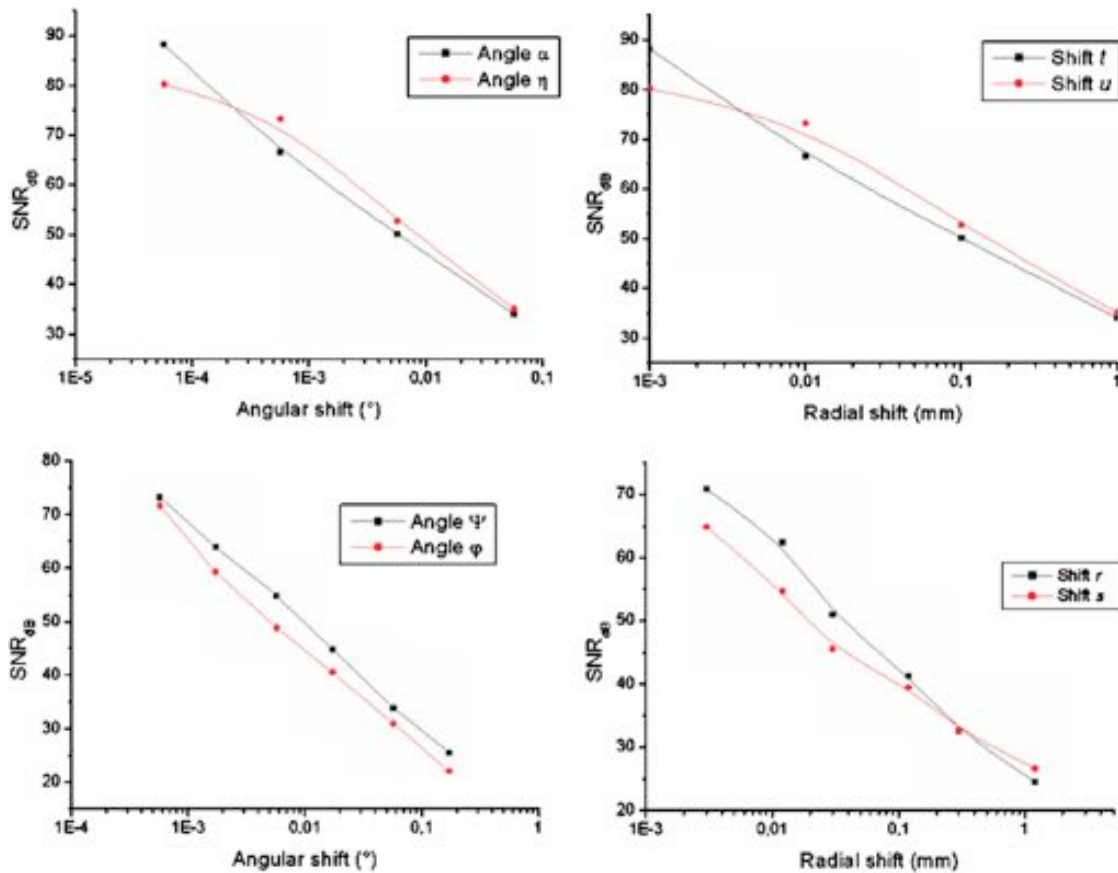 90
80
70
60
50
40
30
SNR_dB
Angle α
Angle η
1E-5 1E-4 1E-3 0,01 0,1
Angular shift (°)
90
80
70
60
50
40
30
SNR_dB
Shift t
Shift u
1E-3 0,01 0,1 1
Radial shift (mm)
80
70
60
50
40
30
20
SNR_dB
Angle Ψ
Angle φ
1E-4 1E-3 0,01 0,1 1
Angular shift (°)
70
60
50
40
30
20
SNR_dB
Shift r
Shift s
1E-3 0,01 0,1 1
Radial shift (mm)